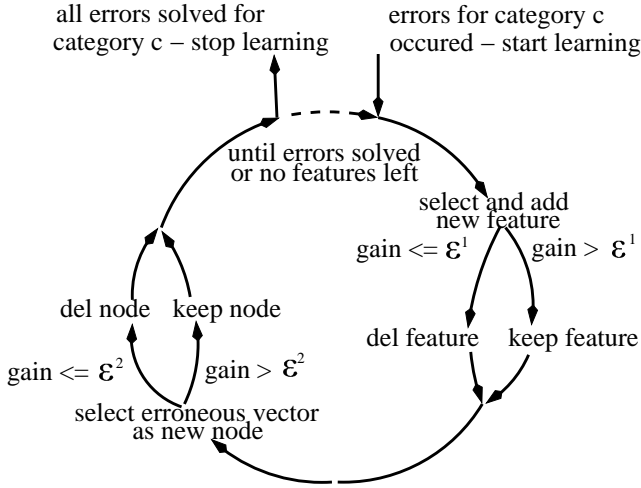 all errors solved for
category c – stop learning
errors for category c
occured – start learning
until errors solved
or no features left
select and add
new feature
gain <= ε¹
gain > ε¹
del feature
keep feature
del node
keep node
gain <= ε²
gain > ε²
select erroneous vector
as new node